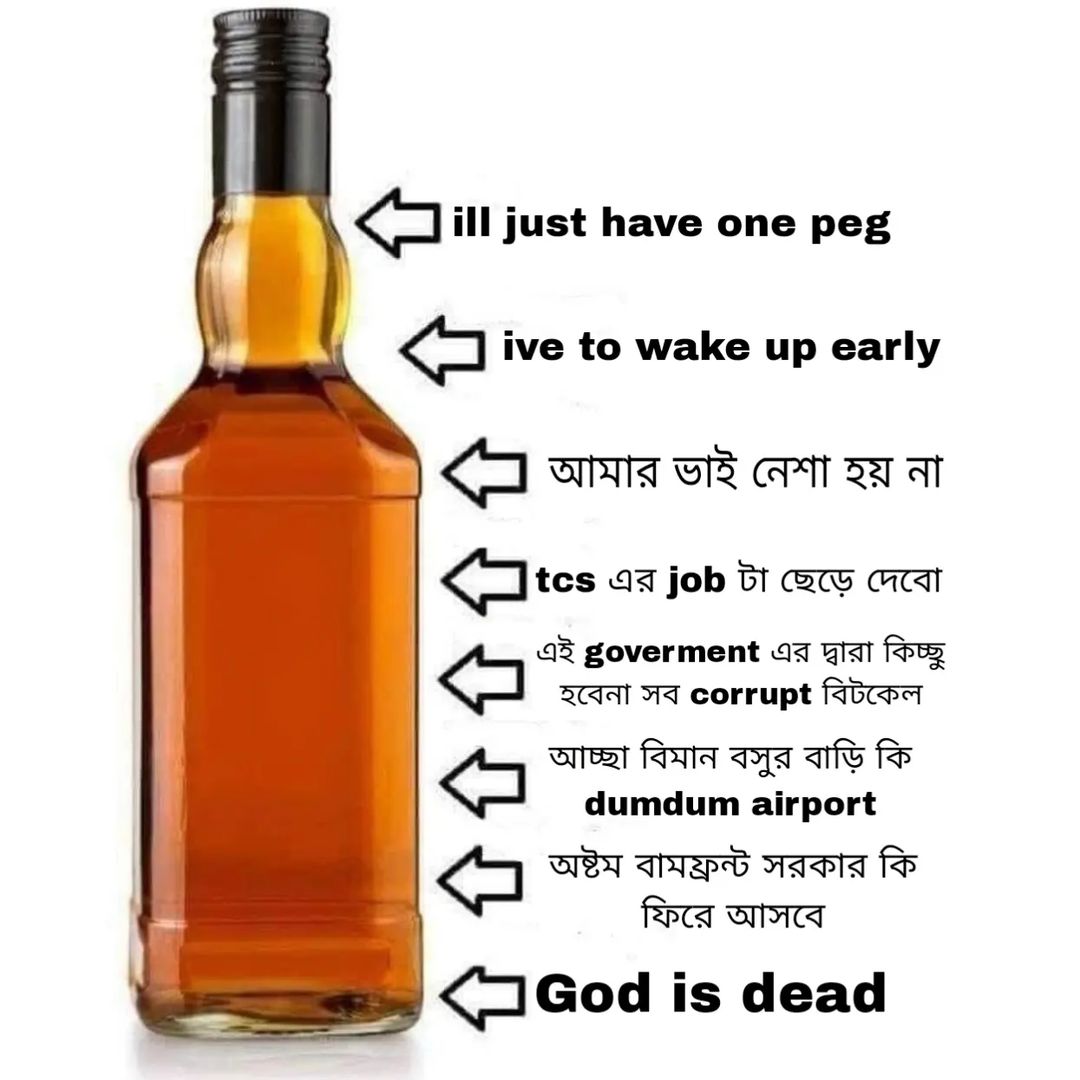 ill just have one peg
ive to wake up early
আমার ভাই নেশা হয় না
tcs এর job টা ছেড়ে দেবো
এই goverment এর দ্বারা কিচ্ছু
হবেনা সব corrupt বিটকেল
আচ্ছা বিমান বসুর বাড়ি কি
dumdum airport
অষ্টম বামফ্রন্ট সরকার কি
ফিরে আসবে
God is dead